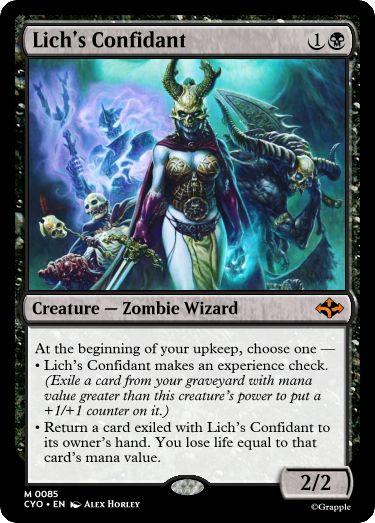 Lich's Confidant 1
Creature — Zombie Wizard
At the beginning of your upkeep, choose one —
• Lich's Confidant makes an experience check.
(Exile a card from your graveyard with mana
value greater than this creature's power to put a
+1/+1 counter on it.)
• Return a card exiled with Lich's Confidant to
its owner's hand. You lose life equal to that
card's mana value.
2/2
M 0085
CYO • EN Alex Horley
©Grapple